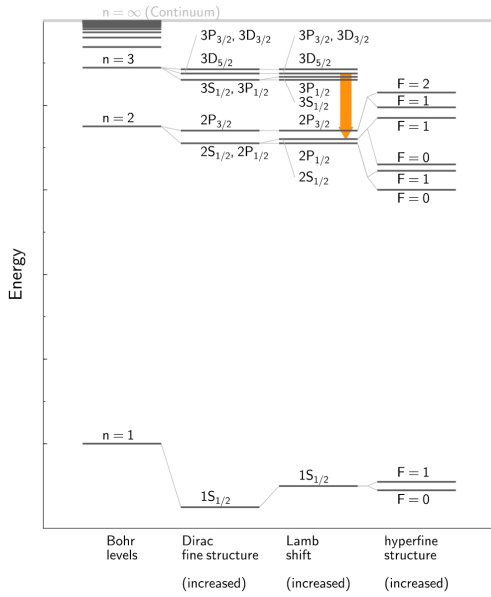 n = ∞ (Continuum)
3P3/2, 3D3/2
3P3/2, 3D3/2
n = 3
3D5/2
3D5/2
3S1/2, 3P1/2
3P1/2
3S1/2
F = 2
F = 1
n = 2
2P3/2
2P3/2
F = 1
2S1/2, 2P1/2
2P1/2
F = 0
2S1/2
F = 1
F = 0
Energy
n = 1
1S1/2
1S1/2
F = 1
F = 0
Bohr
levels
Dirac
fine structure
(increased)
Lamb
shift
(increased)
hyperfine
structure
(increased)